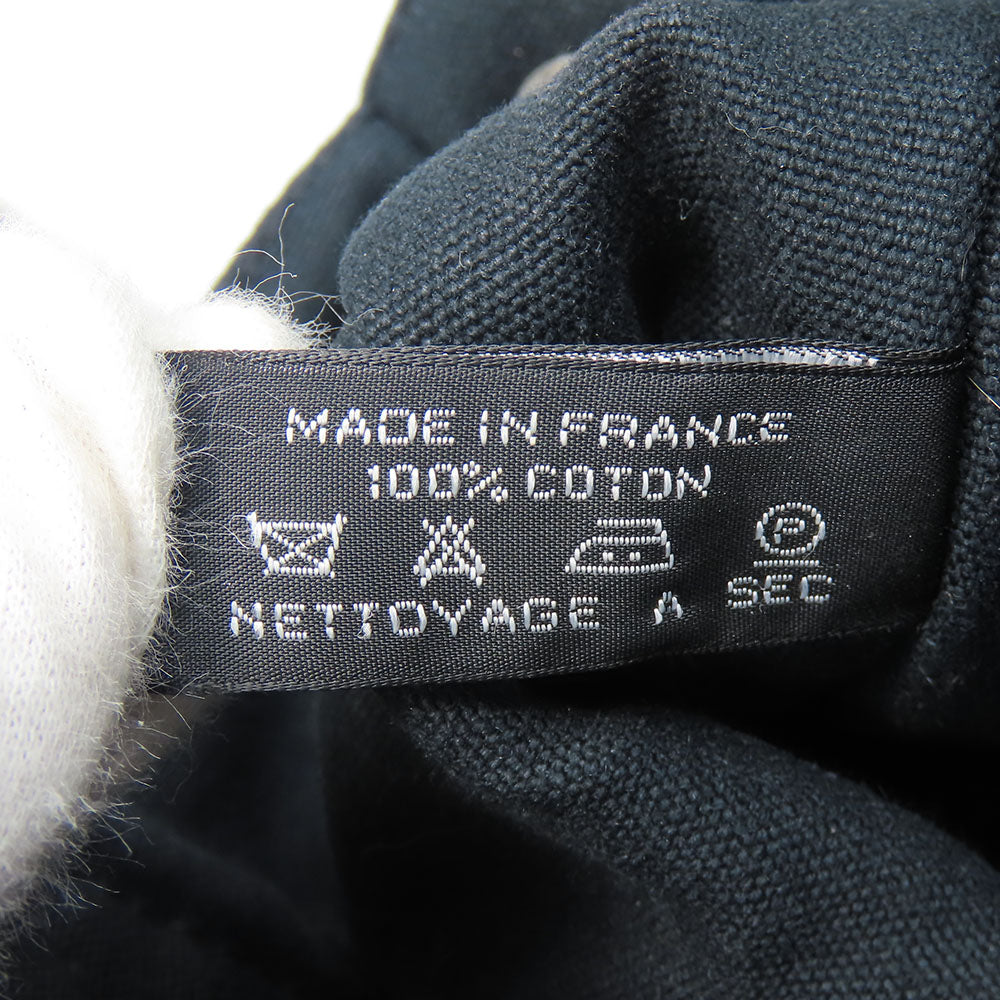 MADE IN FRANCE
100% COTON
P
NETTOYAGE A SEC